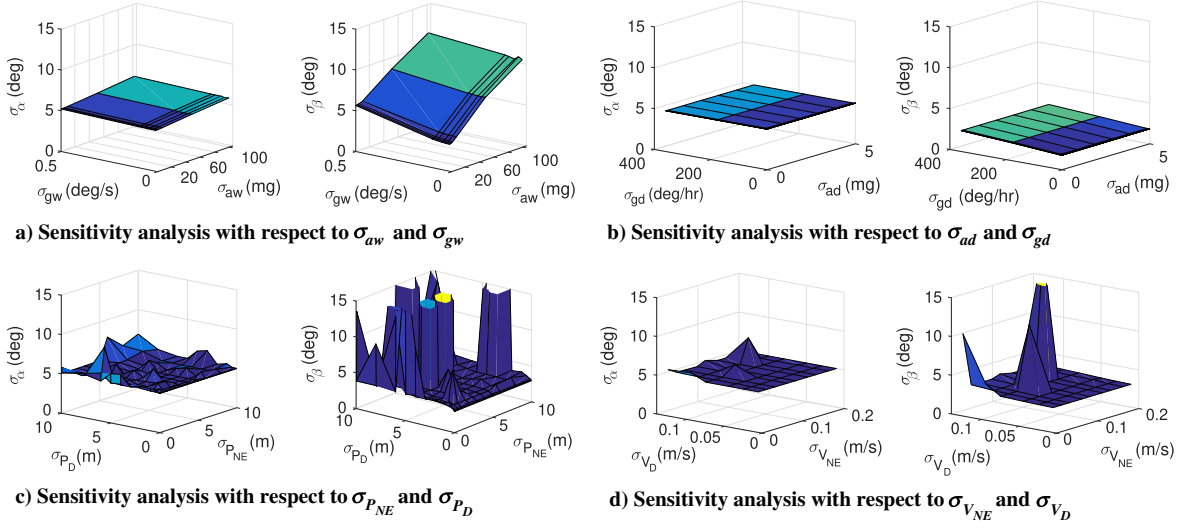 15
10
5
0
σα (deg)
0.5
0
σgw (deg/s)
20
60
100
σaw (mg)
15
10
5
0
σβ (deg)
0.5
0
σgw (deg/s)
20
60
100
σaw (mg)
a) Sensitivity analysis with respect to σaw and σgw
15
10
5
0
σα (deg)
400
200
0
σgd (deg/hr)
0
5
σad (mg)
15
10
5
0
σβ (deg)
400
200
0
σgd (deg/hr)
0
5
σad (mg)
b) Sensitivity analysis with respect to σad and σgd
15
10
5
0
σα (deg)
10
5
0
σPD (m)
0
5
10
σPNE (m)
15
10
5
0
σβ (deg)
10
5
0
σPD (m)
0
5
10
σPNE (m)
c) Sensitivity analysis with respect to σPNE and σPD
15
10
5
0
σα (deg)
0.1
0.05
0
σVD (m/s)
0
0.1
0.2
σVNE (m/s)
15
10
5
0
σβ (deg)
0.1
0.05
0
σVD (m/s)
0
0.1
0.2
σVNE (m/s)
d) Sensitivity analysis with respect to σVNE and σVD